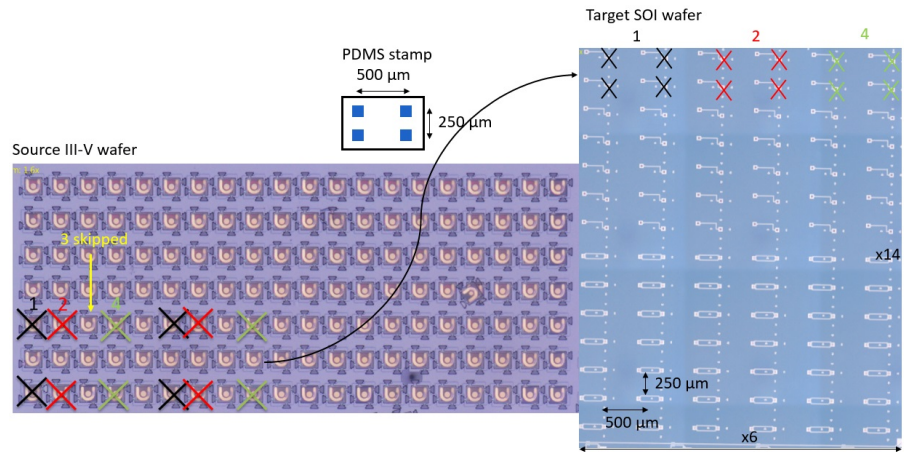 Target SOI wafer
1 2 4
PDMS stamp
500 µm
250 µm
Source III-V wafer
3 skipped
1 2 4
x14
250 µm
500 µm
x6